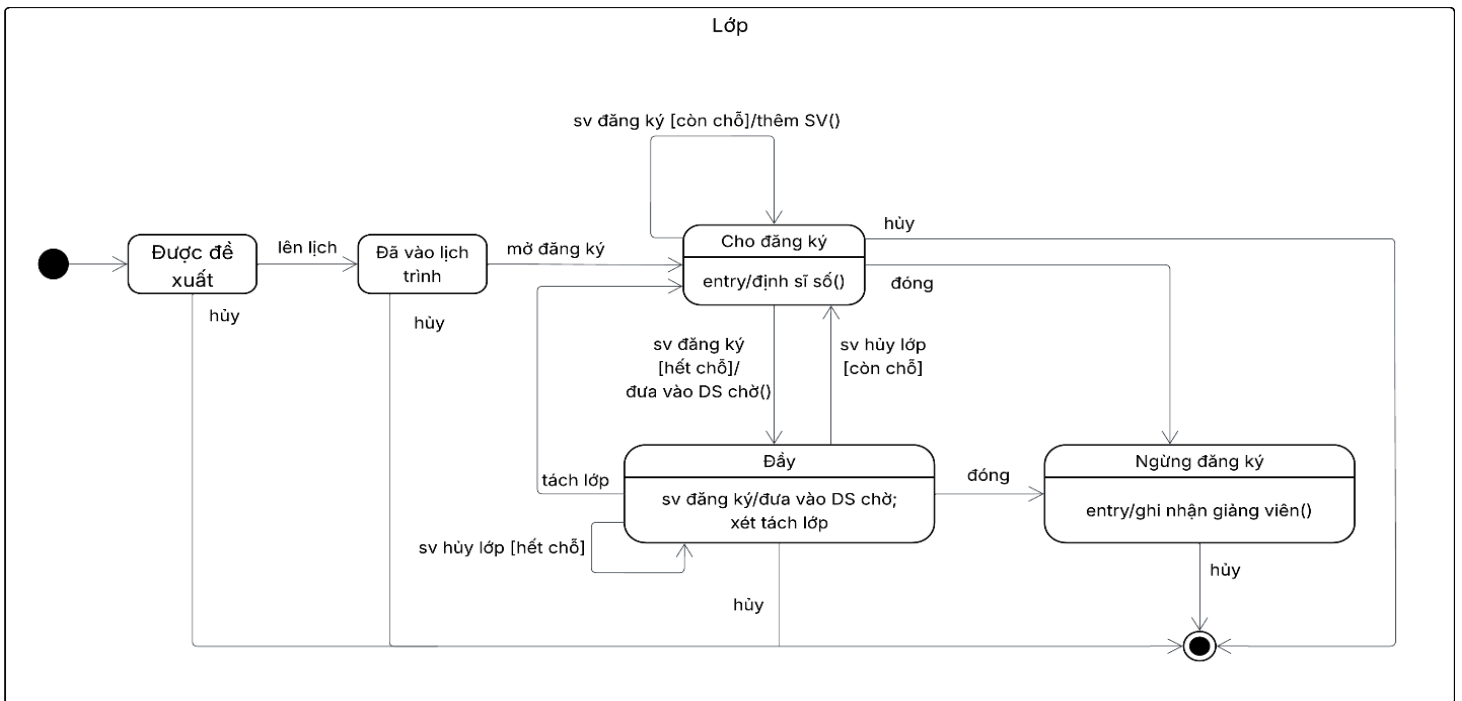 Lớp
sv đăng ký [còn chỗ]/thêm SV()
Được đề
xuất
lên lịch
Đã vào lịch
trình
mở đăng ký
Cho đăng ký
entry/định sĩ số()
hủy
đóng
hủy
hủy
sv đăng ký
[hết chỗ]/
đưa vào DS chờ()
sv hủy lớp
[còn chỗ]
tách lớp
Đầy
sv đăng ký/đưa vào DS chờ;
xét tách lớp
đóng
Ngừng đăng ký
entry/ghi nhận giảng viên()
sv hủy lớp [hết chỗ]
hủy
hủy